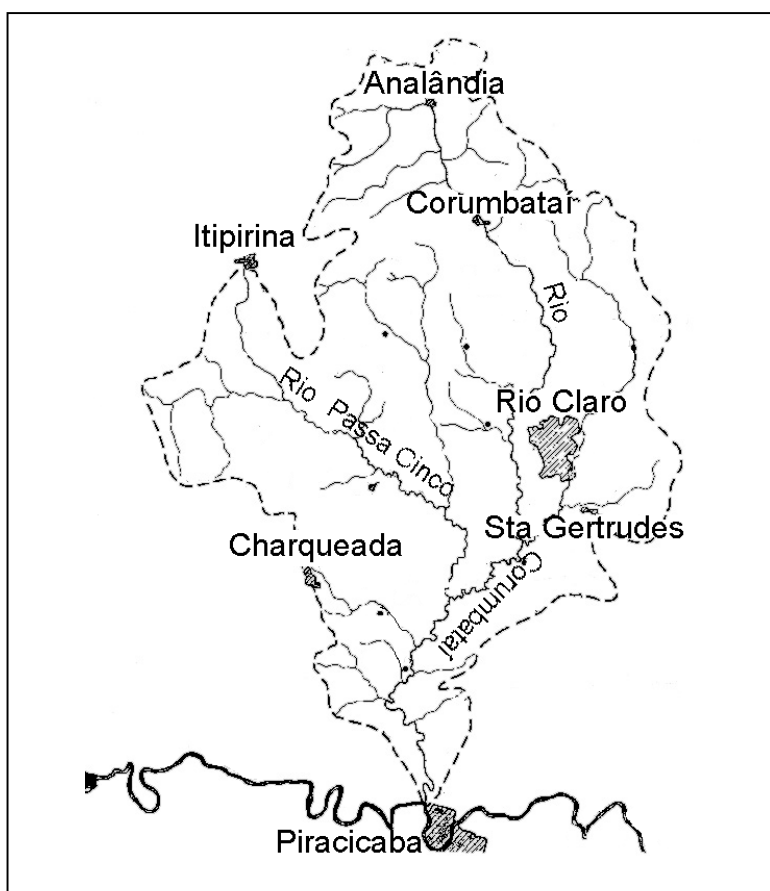 Analândia
Corumbataí
Itipirina
Rio
Rio Claro
Rio Passa Cinco
Sta Gertrudes
Charqueada
Corumbataí
Piracicaba